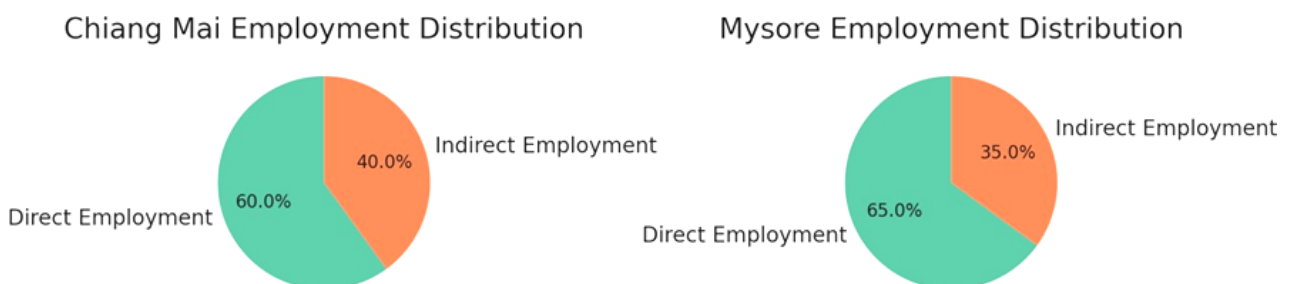 Chiang Mai Employment Distribution
40.0%
Indirect Employment
60.0%
Direct Employment
Mysore Employment Distribution
35.0%
Indirect Employment
65.0%
Direct Employment